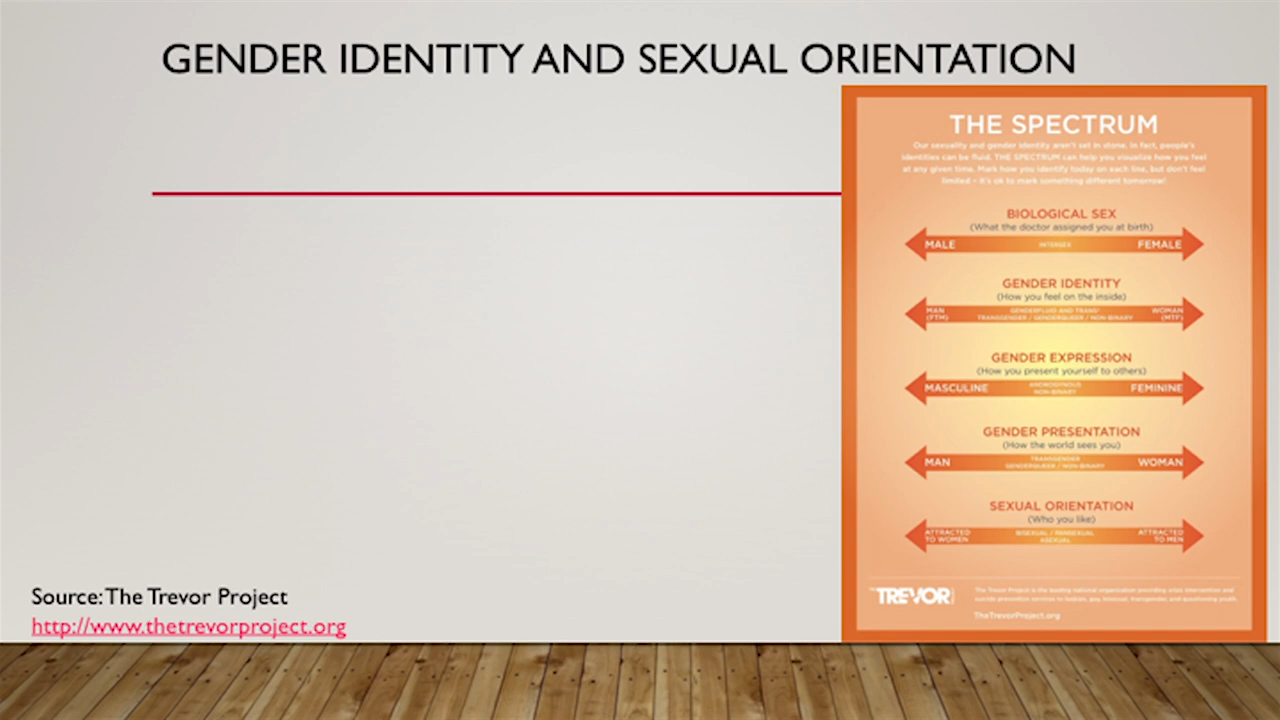 GENDER IDENTITY AND SEXUAL ORIENTATION
THE SPECTRUM
Our sexuality and gender identity aren't set in stone. In fact, people's
identities can be fluid. THE SPECTRUM can help you visualize how you feel
at any given time. Mark how you identify today on each line, but don't feel
limited – it's ok to mark something different tomorrow!
BIOLOGICAL SEX
(What the doctor assigned you at birth)
MALE INTERSEX FEMALE
GENDER IDENTITY
(How you feel on the inside)
MAN (FTM)
GENDERFLUID AND TRANS*
TRANSGENDER / GENDERQUEER / NON-BINARY
WOMAN (MTF)
GENDER EXPRESSION
(How you present yourself to others)
MASCULINE
ANDROGYNOUS
NON-BINARY
FEMININE
GENDER PRESENTATION
(How the world sees you)
MAN
TRANSGENDER
GENDERQUEER / NON-BINARY
WOMAN
SEXUAL ORIENTATION
(Who you like)
ATTRACTED
TO WOMEN
BISEXUAL / PANSEXUAL
ASEXUAL
ATTRACTED
TO MEN
THE TREVOR PROJECT
The Trevor Project is the leading national organization providing crisis intervention and
suicide prevention services to lesbian, gay, bisexual, transgender, and questioning youth.
TheTrevorProject.org
Source: The Trevor Project
http://www.thetrevorproject.org